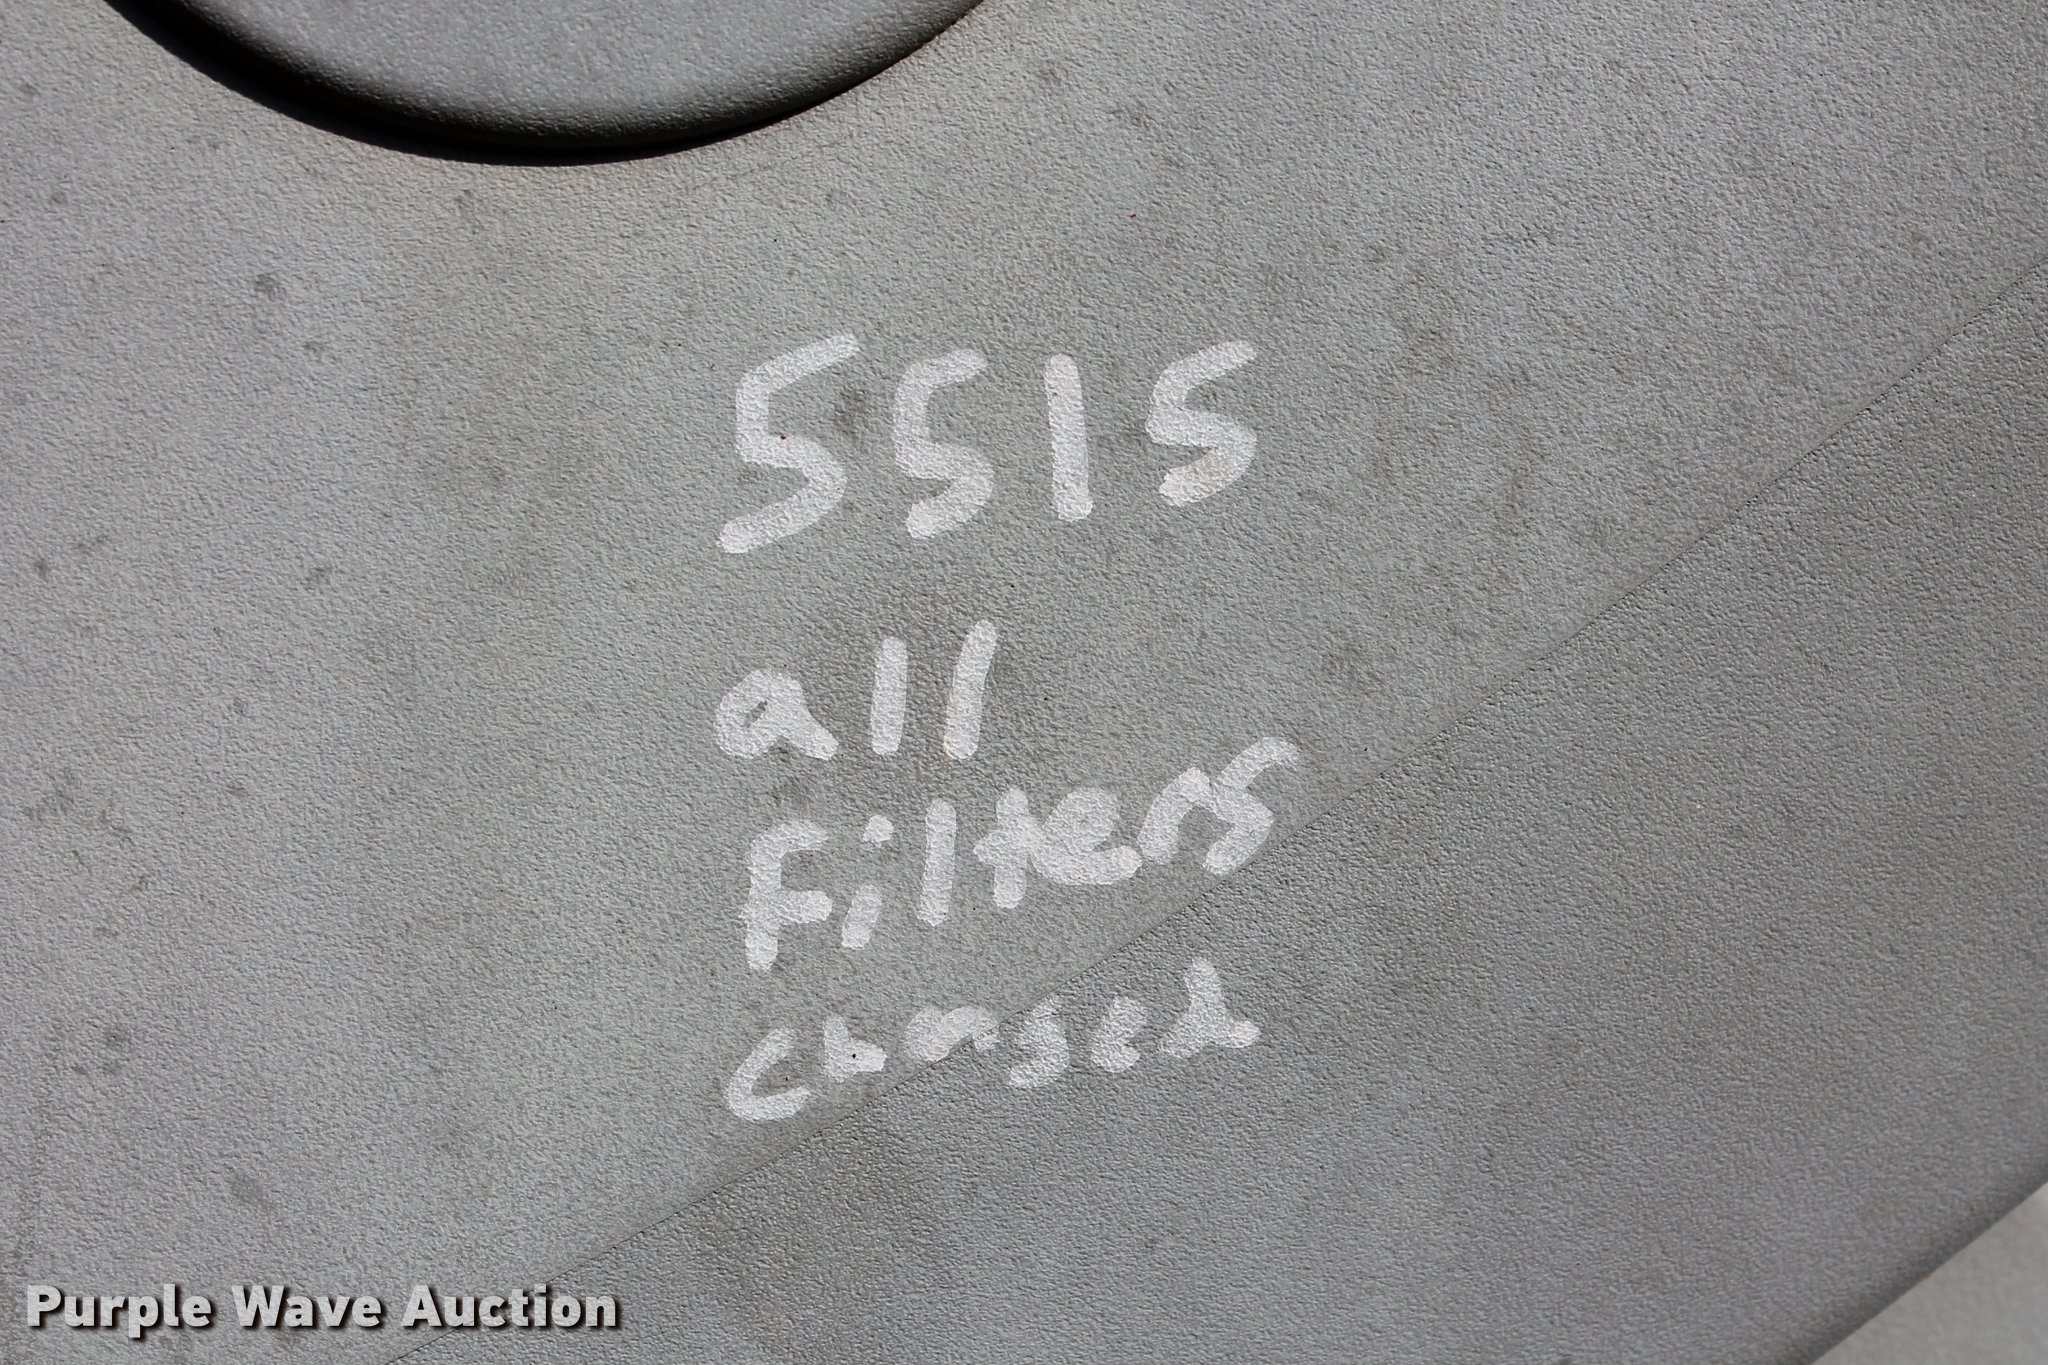 5515
all
Filters
changed
Purple Wave Auction